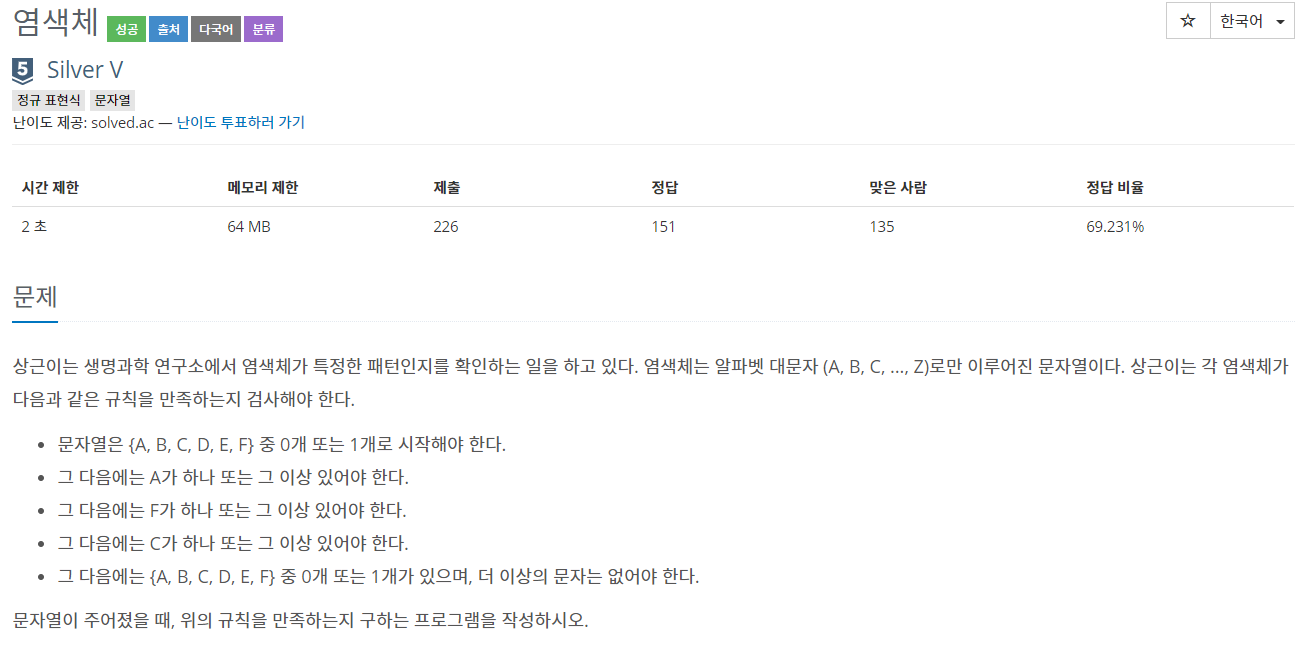 염색체 성공 출처 다국어 분류
☆ 한국어
5 Silver V
정규 표현식 문자열
난이도 제공: solved.ac — 난이도 투표하러 가기
시간 제한 메모리 제한 제출 정답 맞은 사람 정답 비율
2 초 64 MB 226 151 135 69.231%
문제
상근이는 생명과학 연구소에서 염색체가 특정한 패턴인지를 확인하는 일을 하고 있다. 염색체는 알파벳 대문자 (A, B, C, ..., Z)로만 이루어진 문자열이다. 상근이는 각 염색체가
다음과 같은 규칙을 만족하는지 검사해야 한다.
• 문자열은 {A, B, C, D, E, F} 중 0개 또는 1개로 시작해야 한다.
• 그 다음에는 A가 하나 또는 그 이상 있어야 한다.
• 그 다음에는 F가 하나 또는 그 이상 있어야 한다.
• 그 다음에는 C가 하나 또는 그 이상 있어야 한다.
• 그 다음에는 {A, B, C, D, E, F} 중 0개 또는 1개가 있으며, 더 이상의 문자는 없어야 한다.
문자열이 주어졌을 때, 위의 규칙을 만족하는지 구하는 프로그램을 작성하시오.